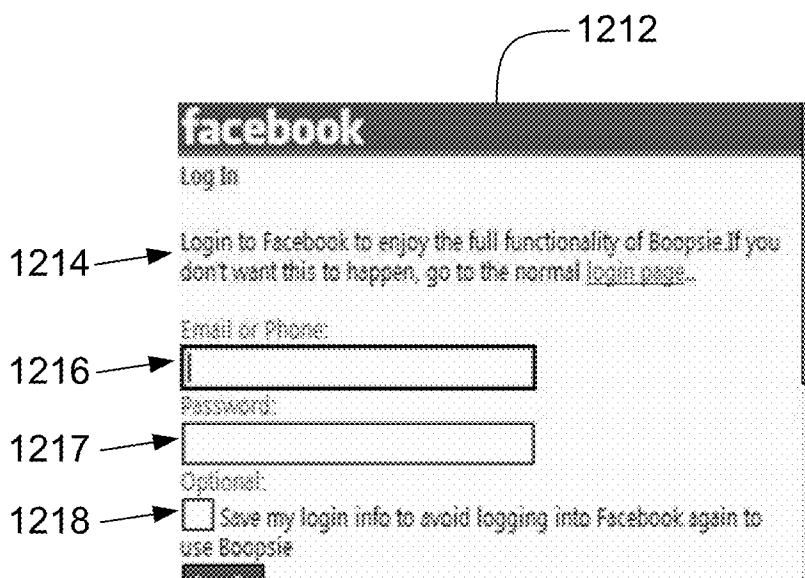 1212
facebook
Log In
1214
Login to Facebook to enjoy the full functionality of Boopsie.If you
don't want this to happen, go to the normal login page..
Email or Phone:
1216
Password:
1217
Optional:
1218
Save my login info to avoid logging into Facebook again to
use Boopsie